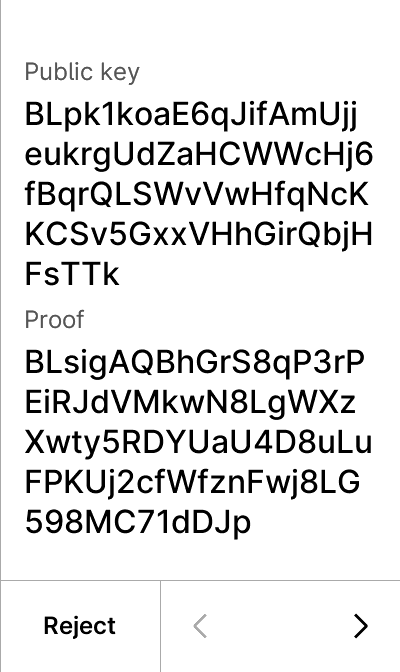 Public key
BLpk1koaE6qJifAmUjj
eukrgUdZaHCWWcHj6
fBqrQLSWvVwHfqNcK
KCSv5GxxVHhGirQbjH
FsTTk
Proof
BLsigAQBhGrS8qP3rP
EiRJdVMkwN8LgWXz
Xwty5RDYUaU4D8uLu
FPKUj2cfWfznFwj8LG
598MC71dDJp
Reject